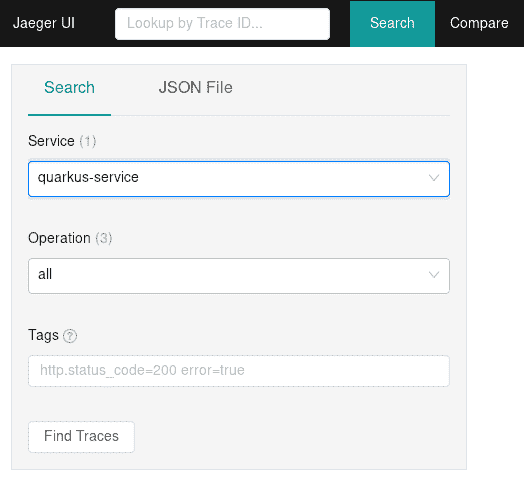 Jaeger UI Lookup by Trace ID... Search Compare
Search JSON File
Service (1)
quarkus-service
Operation (3)
all
Tags ?
http.status_code=200 error=true
Find Traces